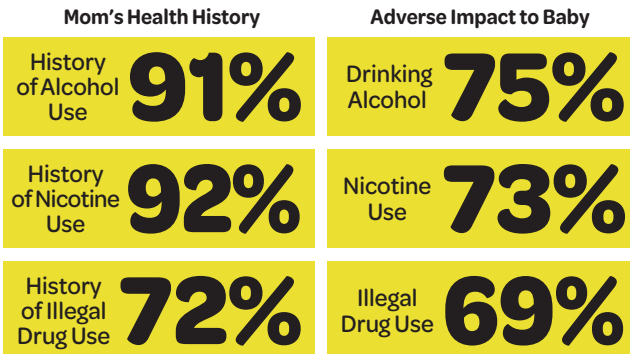 Mom's Health History
Adverse Impact to Baby
History
of Alcohol
Use
91%
Drinking
Alcohol
75%
History
of Nicotine
Use
92%
Nicotine
Use
73%
History
of Illegal
Drug Use
72%
Illegal
Drug Use
69%